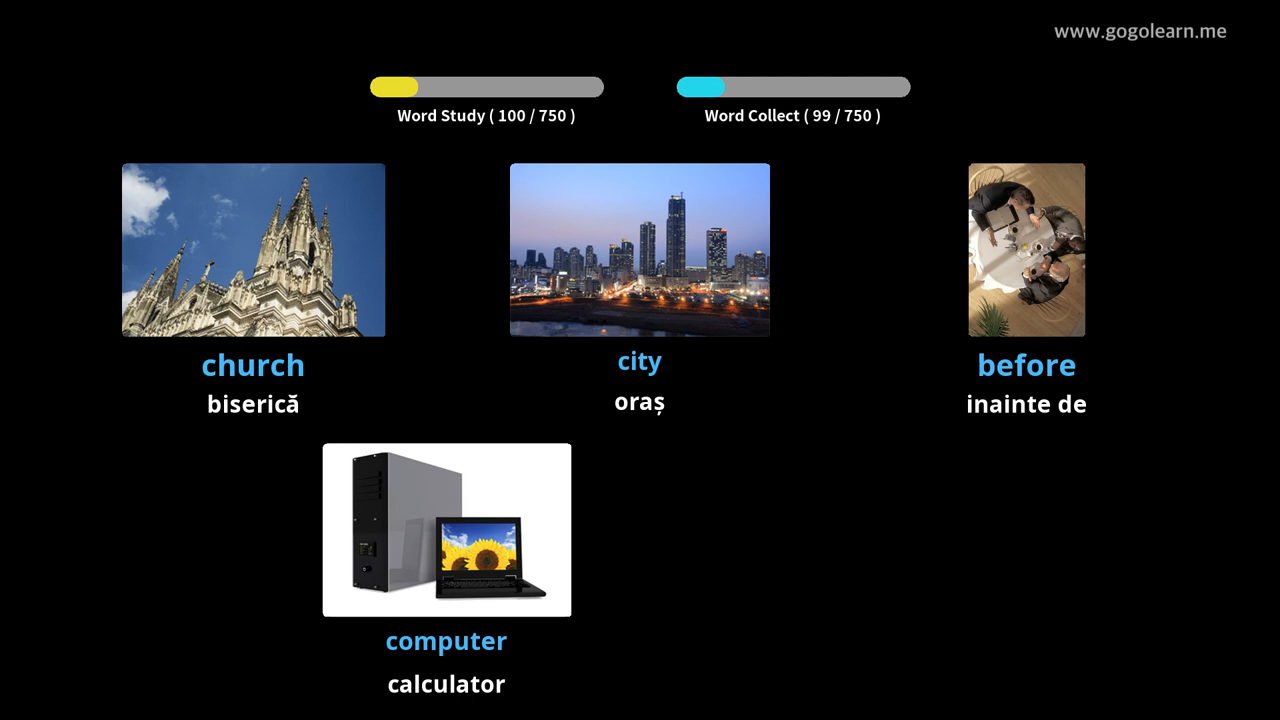 www.gogolearn.me
Word Study ( 100 / 750 )
Word Collect ( 99 / 750 )
church
biserică
city
oraș
before
inainte de
computer
calculator